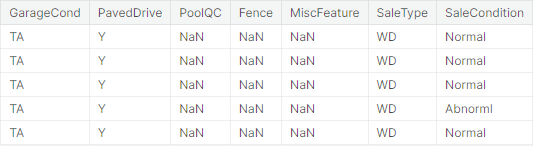 GarageCond PavedDrive PoolQC Fence MiscFeature SaleType SaleCondition
TA Y NaN NaN NaN WD Normal
TA Y NaN NaN NaN WD Normal
TA Y NaN NaN NaN WD Normal
TA Y NaN NaN NaN WD Abnorml
TA Y NaN NaN NaN WD Normal